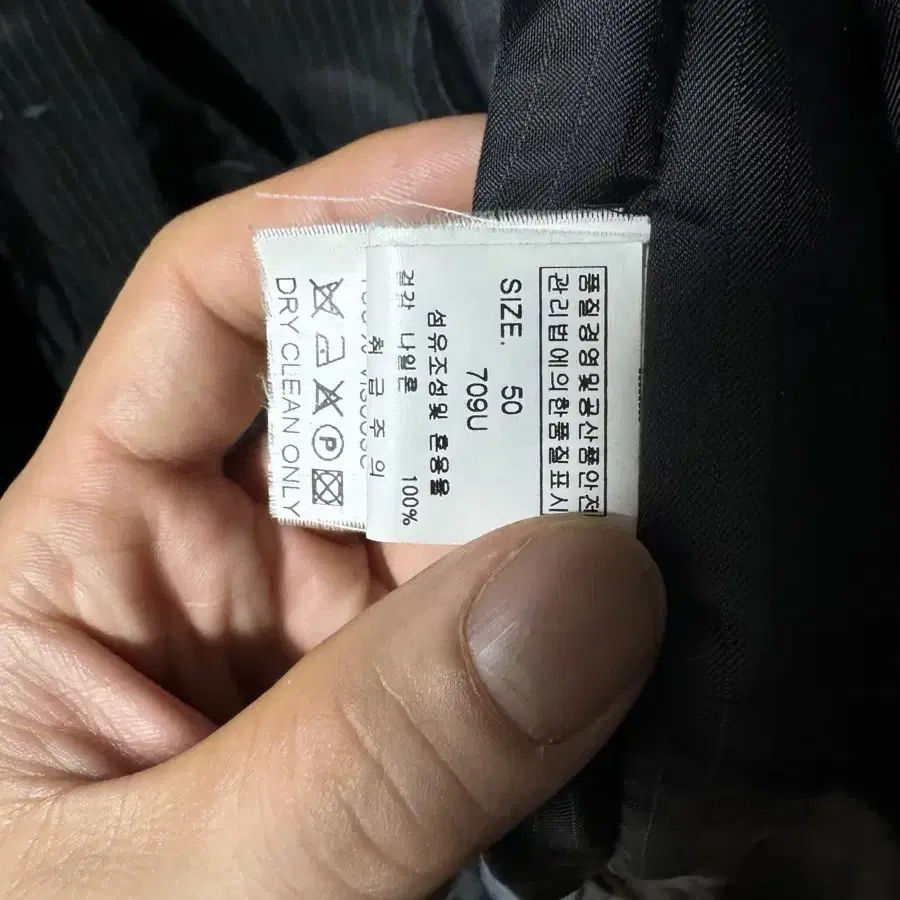 품질경영및공산품안전
관리법에의한품질표시
SIZE. 50
709U
섬유조성및 혼용율
겉감 나일론 100%
취 급 주 의
P
DRY CLEAN ONLY